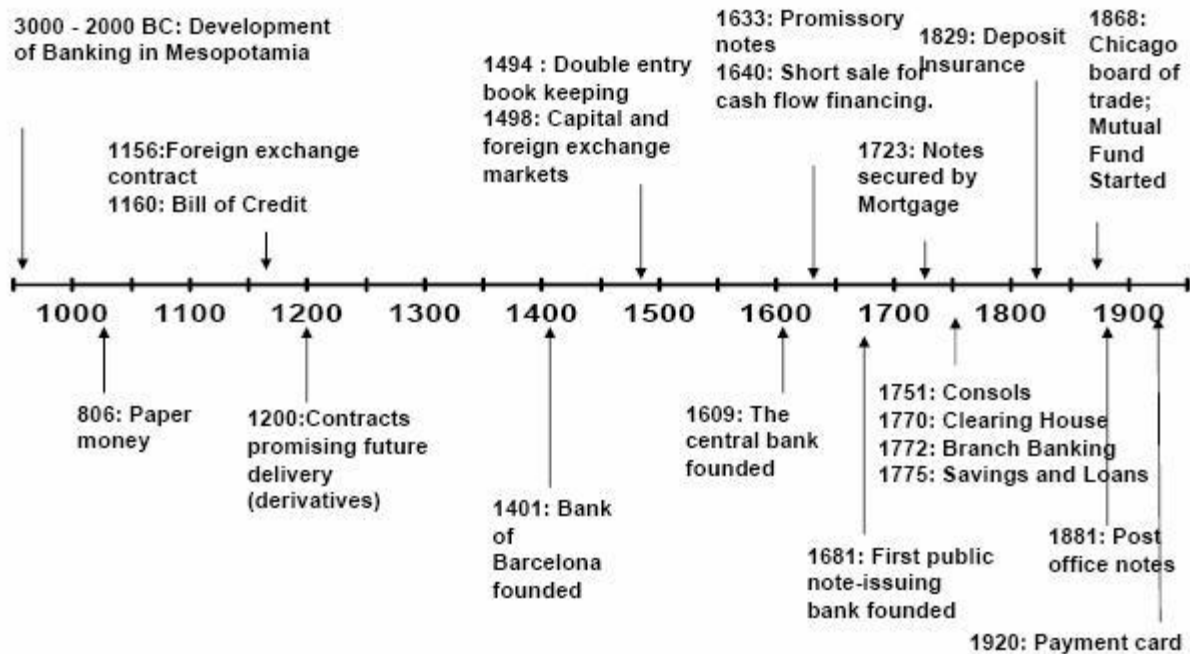 3000 - 2000 BC: Development
of Banking in Mesopotamia
1156:Foreign exchange
contract
1160: Bill of Credit
1494 : Double entry
book keeping
1498: Capital and
foreign exchange
markets
1633: Promissory
notes
1640: Short sale for
cash flow financing.
1723: Notes
secured by
Mortgage
1829: Deposit
Insurance
1868:
Chicago
board of
trade;
Mutual
Fund
Started
1000 1100 1200 1300 1400 1500 1600 1700 1800 1900
806: Paper
money
1200:Contracts
promising future
delivery
(derivatives)
1401: Bank
of
Barcelona
founded
1609: The
central bank
founded
1681: First public
note-issuing
bank founded
1751: Consols
1770: Clearing House
1772: Branch Banking
1775: Savings and Loans
1881: Post
office notes
1920: Payment card